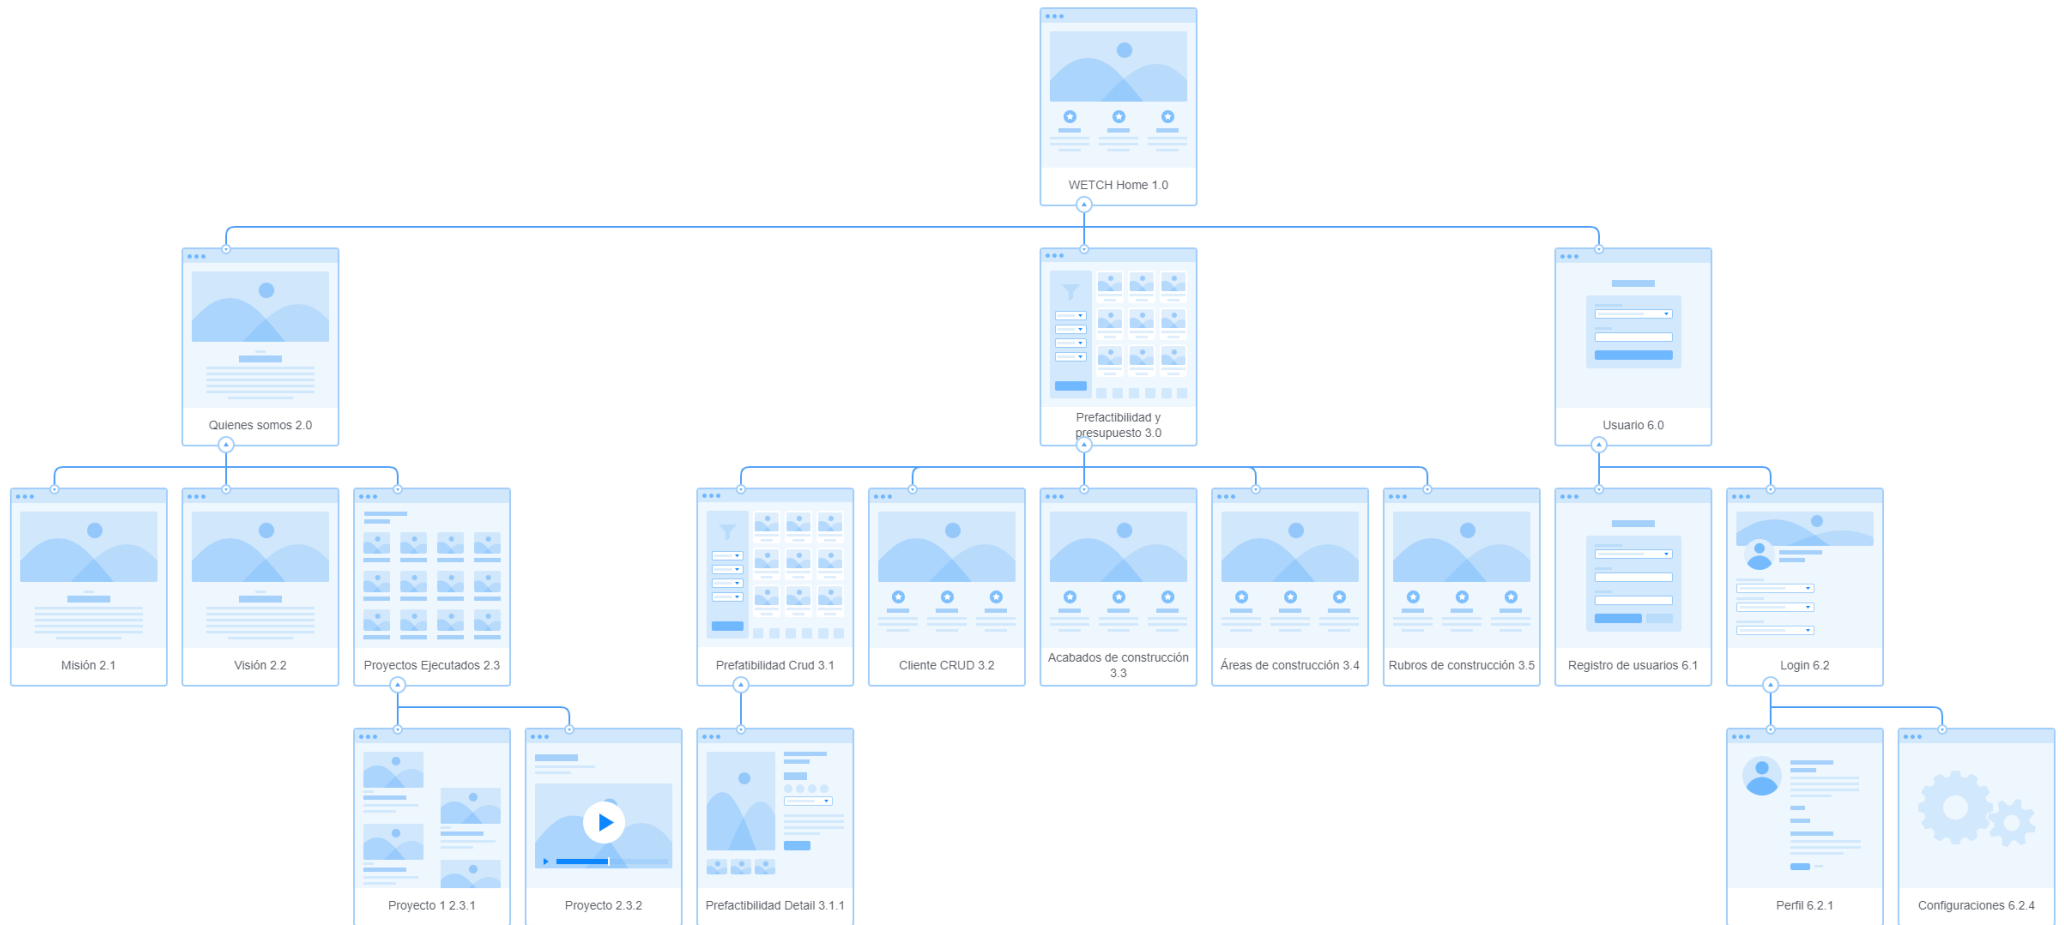 WETCH Home 1.0
Quienes somos 2.0
Prefactibilidad y
presupuesto 3.0
Usuario 6.0
Misión 2.1
Visión 2.2
Proyectos Ejecutados 2.3
Prefatibilidad Crud 3.1
Cliente CRUD 3.2
Acabados de construcción
3.3
Áreas de construcción 3.4
Rubros de construcción 3.5
Registro de usuarios 6.1
Login 6.2
Proyecto 1 2.3.1
Proyecto 2.3.2
Prefactibilidad Detail 3.1.1
Perfil 6.2.1
Configuraciones 6.2.4